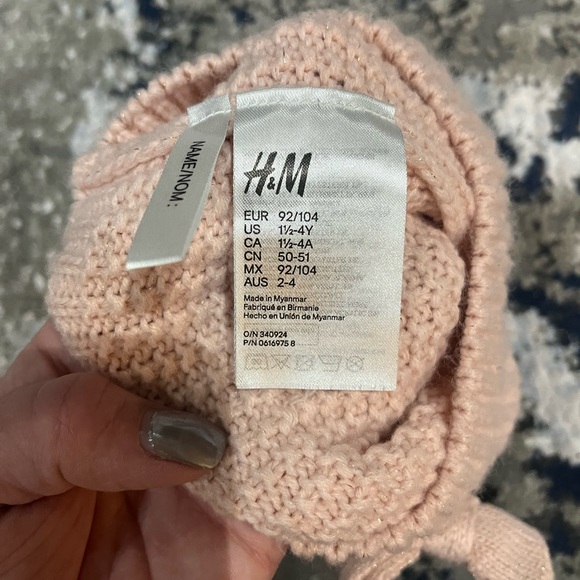 NAME/NOM:
H&M
EUR 92/104
US 1½-4Y
CA 1½-4A
CN 50-51
MX 92/104
AUS 2-4
Made in Myanmar
Fabriqué en Birmanie
Hecho en Unión de Myanmar
O/N 340924
P/N 0616975 8